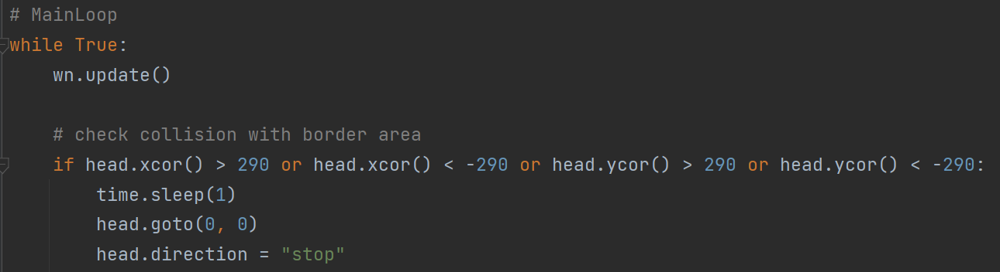 # MainLoop
while True:
    wn.update()

    # check collision with border area
    if head.xcor() > 290 or head.xcor() < -290 or head.ycor() > 290 or head.ycor() < -290:
        time.sleep(1)
        head.goto(0, 0)
        head.direction = "stop"